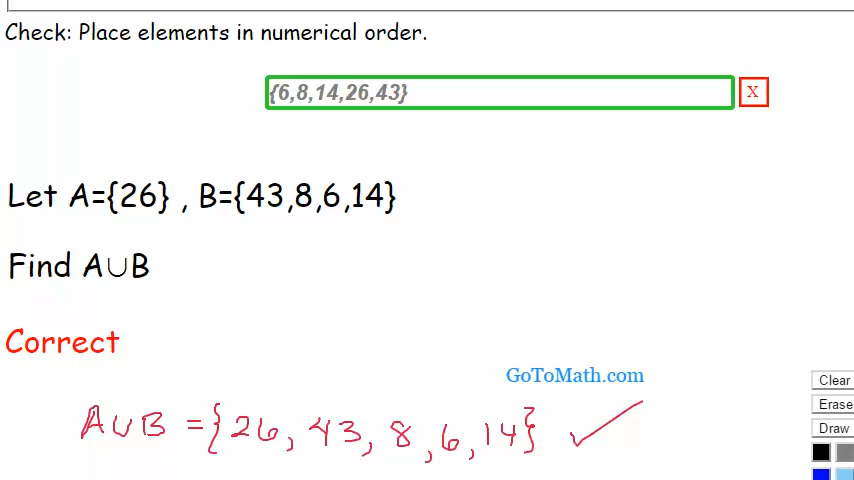 Check: Place elements in numerical order.
{6,8,14,26,43}
X
Let A={26} , B={43,8,6,14}
Find A∪B
Correct
GoToMath.com
Clear
Erase
A∪B = {26, 43, 8, 6, 14} ✓
Draw